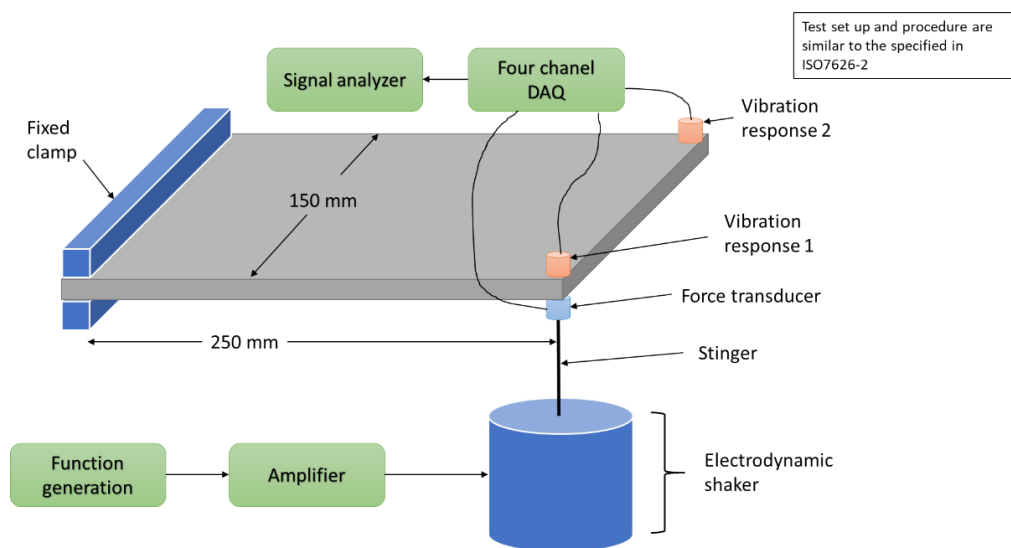 Test set up and procedure are
similar to the specified in
ISO7626-2
Signal analyzer
Four chanel
DAQ
Vibration
response 2
Fixed
clamp
150 mm
Vibration
response 1
Force transducer
250 mm
Stinger
Function
generation
Amplifier
Electrodynamic
shaker